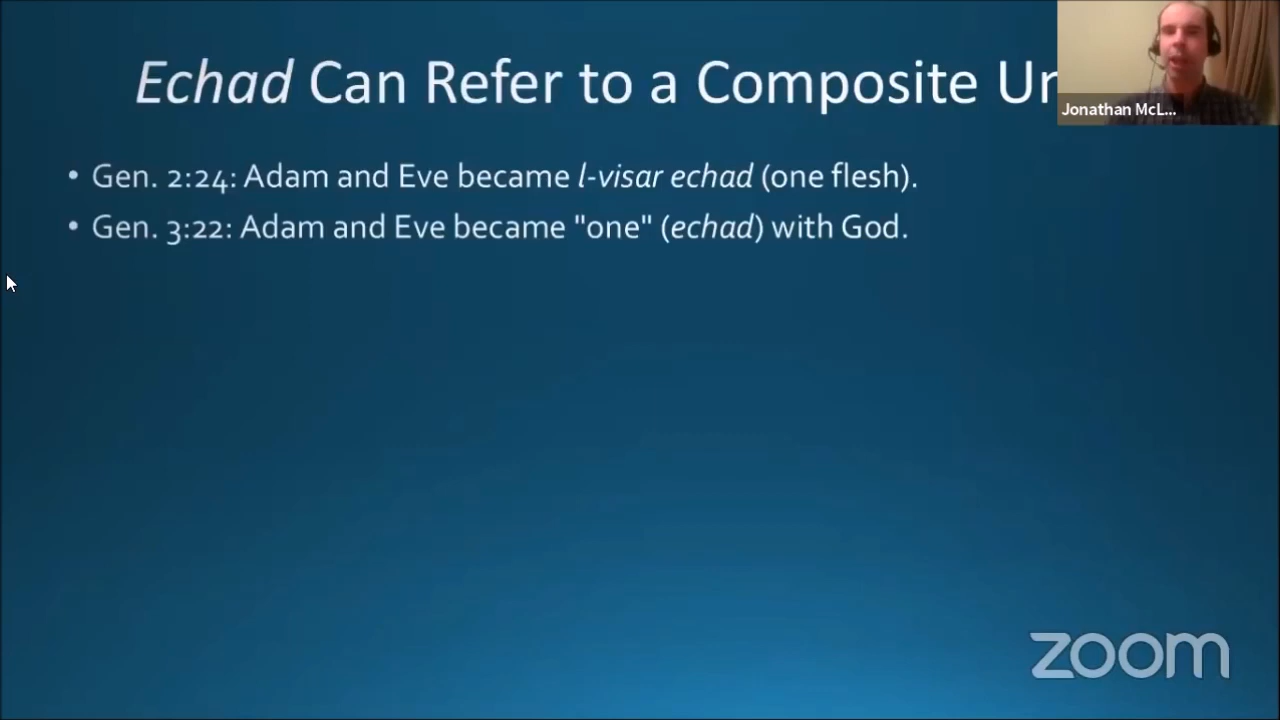 Echad Can Refer to a Composite Un
Jonathan McL...
• Gen. 2:24: Adam and Eve became l-visar echad (one flesh).
• Gen. 3:22: Adam and Eve became "one" (echad) with God.
zoom